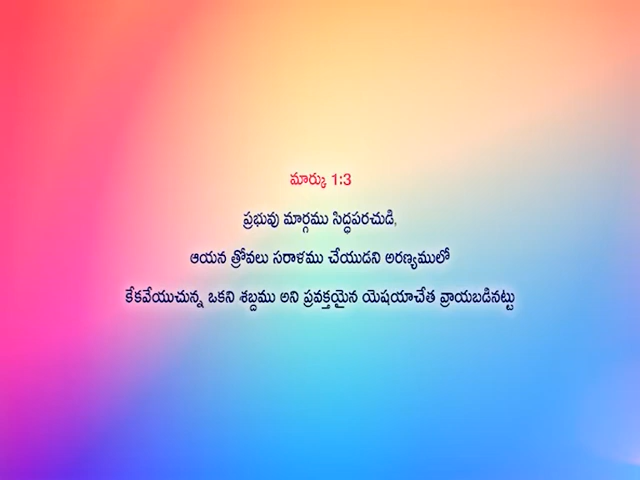 మార్కు 1:3
ప్రభువు మార్గము సిద్ధపరచుడి,
ఆయన త్రోవలు సరాళము చేయుడని అరణ్యములో
కేకవేయుచున్న ఒకని శబ్దము అని ప్రవక్తయైన యెషయాచేత వ్రాయబడినట్టు